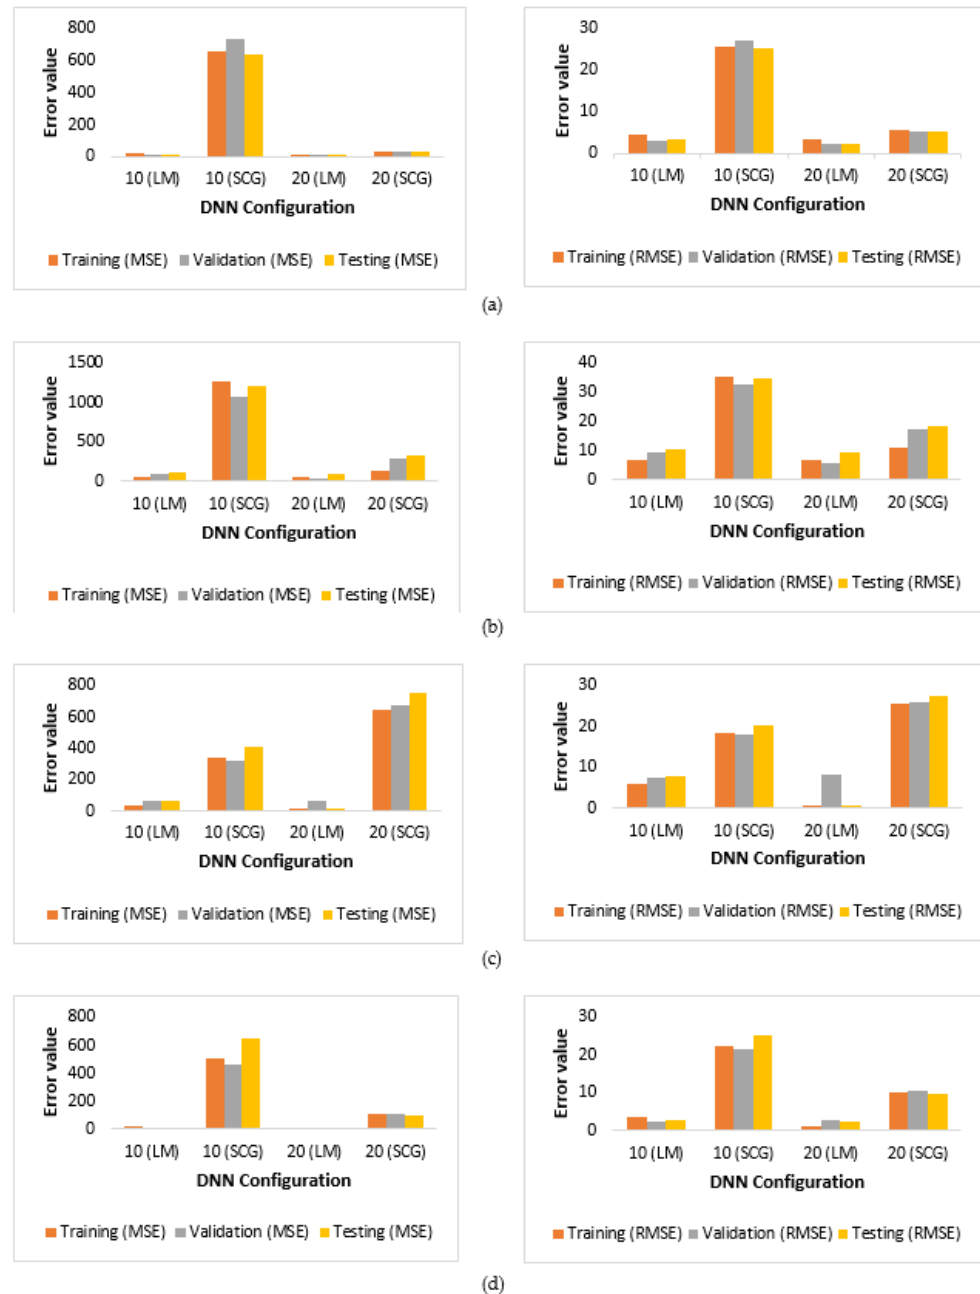 800
600
400
200
0
Error value
10 (LM) 10 (SCG) 20 (LM) 20 (SCG)
DNN Configuration
Training (MSE) Validation (MSE) Testing (MSE)
30
20
10
0
Error value
10 (LM) 10 (SCG) 20 (LM) 20 (SCG)
DNN Configuration
Training (RMSE) Validation (RMSE) Testing (RMSE)
(a)
1500
1000
500
0
Error value
10 (LM) 10 (SCG) 20 (LM) 20 (SCG)
DNN Configuration
Training (MSE) Validation (MSE) Testing (MSE)
40
30
20
10
0
Error value
10 (LM) 10 (SCG) 20 (LM) 20 (SCG)
DNN Configuration
Training (RMSE) Validation (RMSE) Testing (RMSE)
(b)
800
600
400
200
0
Error value
10 (LM) 10 (SCG) 20 (LM) 20 (SCG)
DNN Configuration
Training (MSE) Validation (MSE) Testing (MSE)
30
20
10
0
Error value
10 (LM) 10 (SCG) 20 (LM) 20 (SCG)
DNN Configuration
Training (RMSE) Validation (RMSE) Testing (RMSE)
(c)
800
600
400
200
0
Error value
10 (LM) 10 (SCG) 20 (LM) 20 (SCG)
DNN Configuration
Training (MSE) Validation (MSE) Testing (MSE)
30
20
10
0
Error value
10 (LM) 10 (SCG) 20 (LM) 20 (SCG)
DNN Configuration
Training (RMSE) Validation (RMSE) Testing (RMSE)
(d)